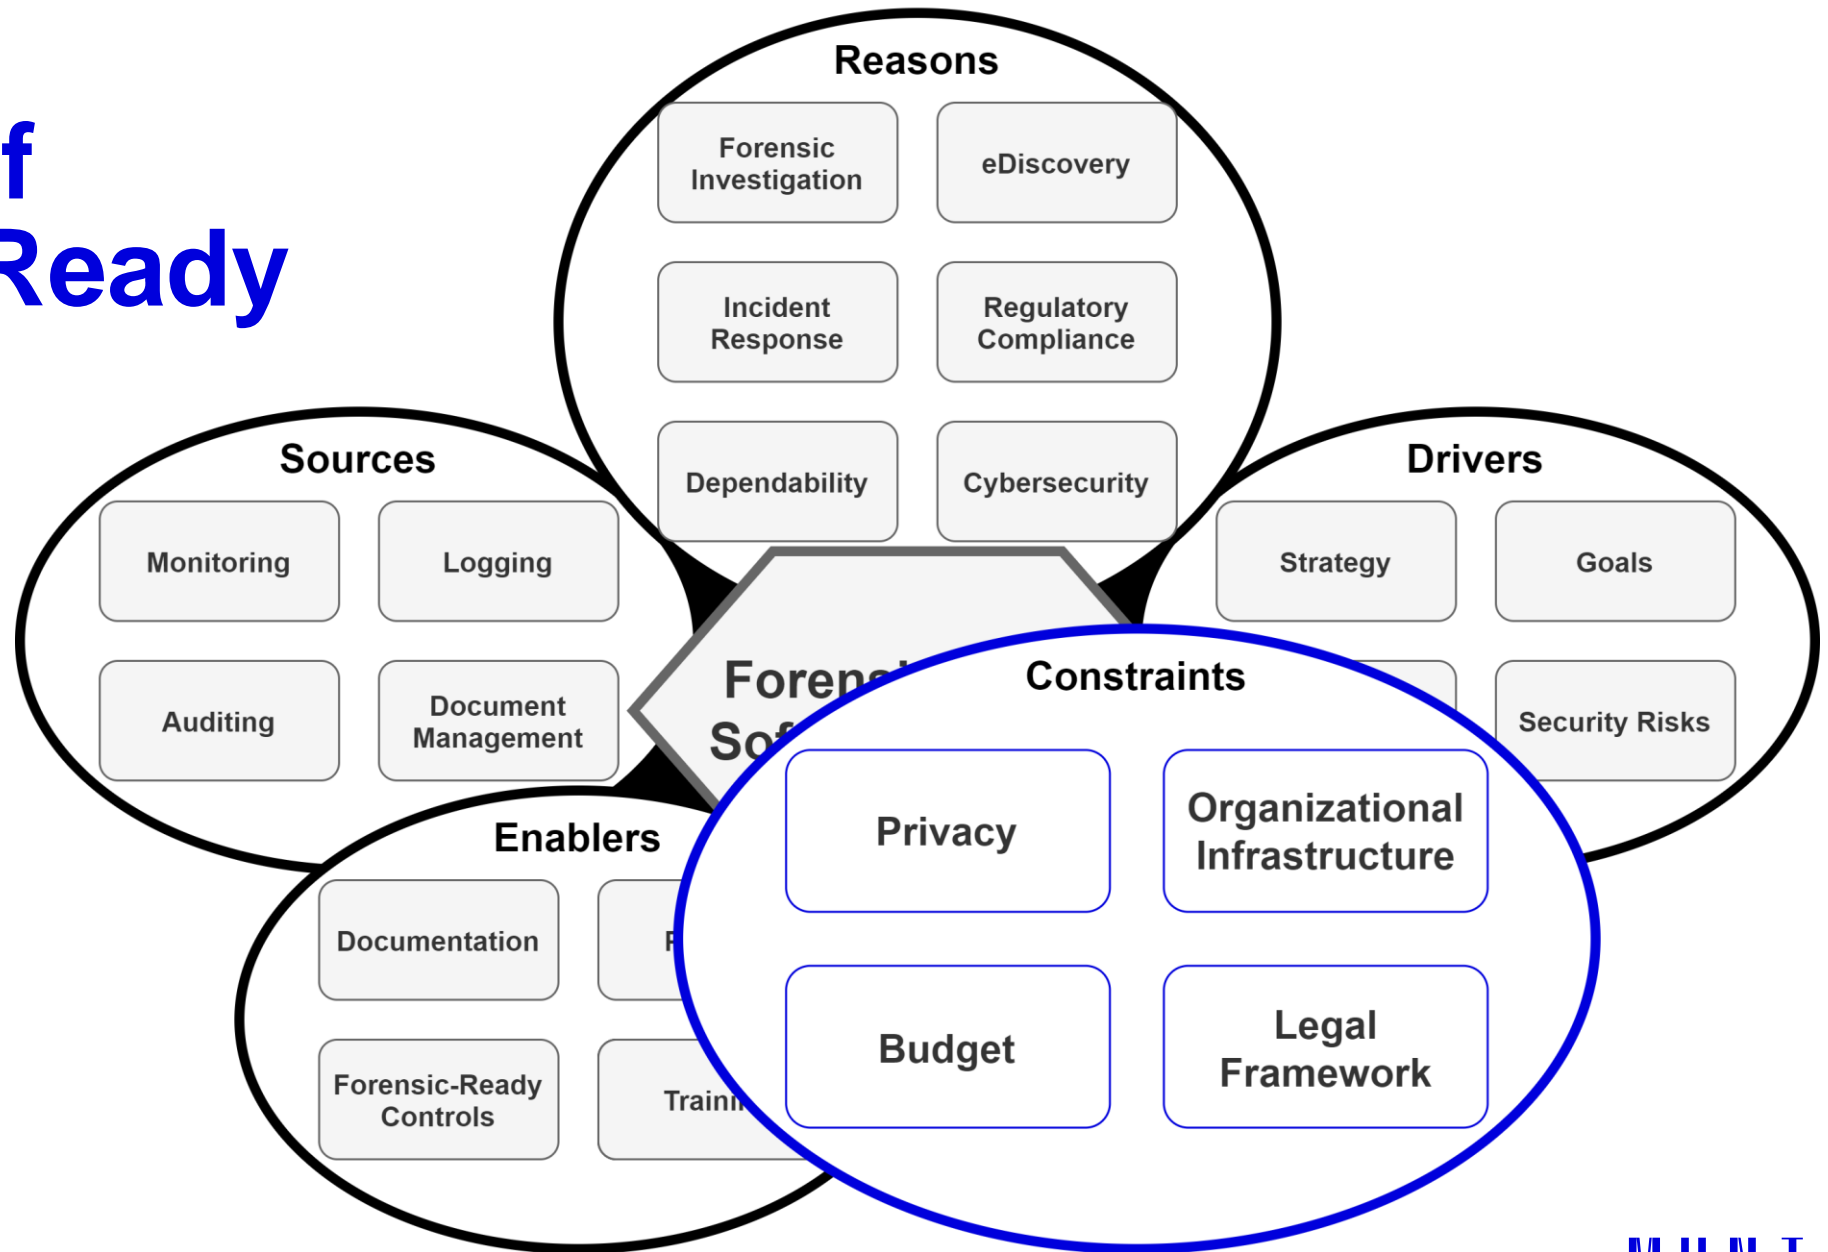 f
Ready
Reasons
Forensic
Investigation
eDiscovery
Incident
Response
Regulatory
Compliance
Dependability
Cybersecurity
Sources
Monitoring
Logging
Auditing
Document
Management
Drivers
Strategy
Goals
Security Risks
Constraints
Privacy
Organizational
Infrastructure
Budget
Legal
Framework
Enablers
Documentation
Forensic-Ready
Controls